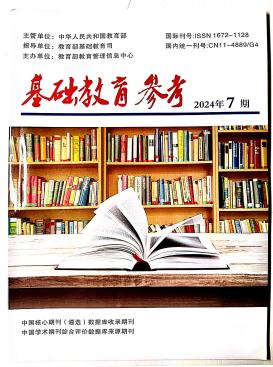 主管单位：中华人民共和国教育部
指导单位：教育部基础教育司
主办单位：教育部教育管理信息中心
国际刊号:ISSN 1672-1128
国内统一刊号:CN11-4889/G4
基础教育参考
2024年7期
中国核心期刊（遴选）数据库收录期刊
中国学术期刊综合评价数据库来源期刊